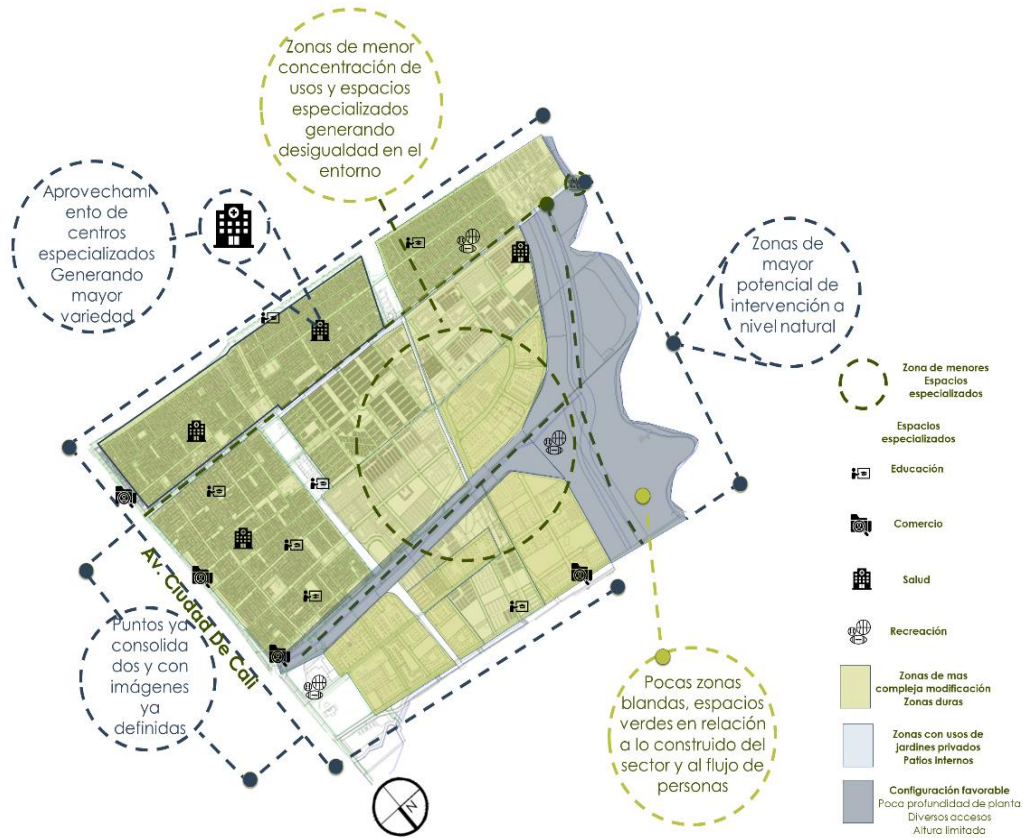 Zonas de menor
concentración de
usos y espacios
especializados
generando
desigualdad en el
entorno
Aprovecham
ento de
centros
especializados
Generando
mayor
variedad
Zonas de
mayor
potencial de
intervención a
nivel natural
Zona de menores
Espacios
especializados
Espacios
especializados
Educación
Comercio
Salud
Recreación
Zonas de mas
compleja modificación
Zonas duras
Zonas con usos de
jardines privados
Patios internos
Configuración favorable
Poca profundidad de planta
Diversos accesos
Altura limitada
Av. Ciudad De Cali
Puntos ya
consolida
dos y con
imágenes
ya
definidas
Pocas zonas
blandas, espacios
verdes en relación
a lo construido del
sector y al flujo de
personas
N